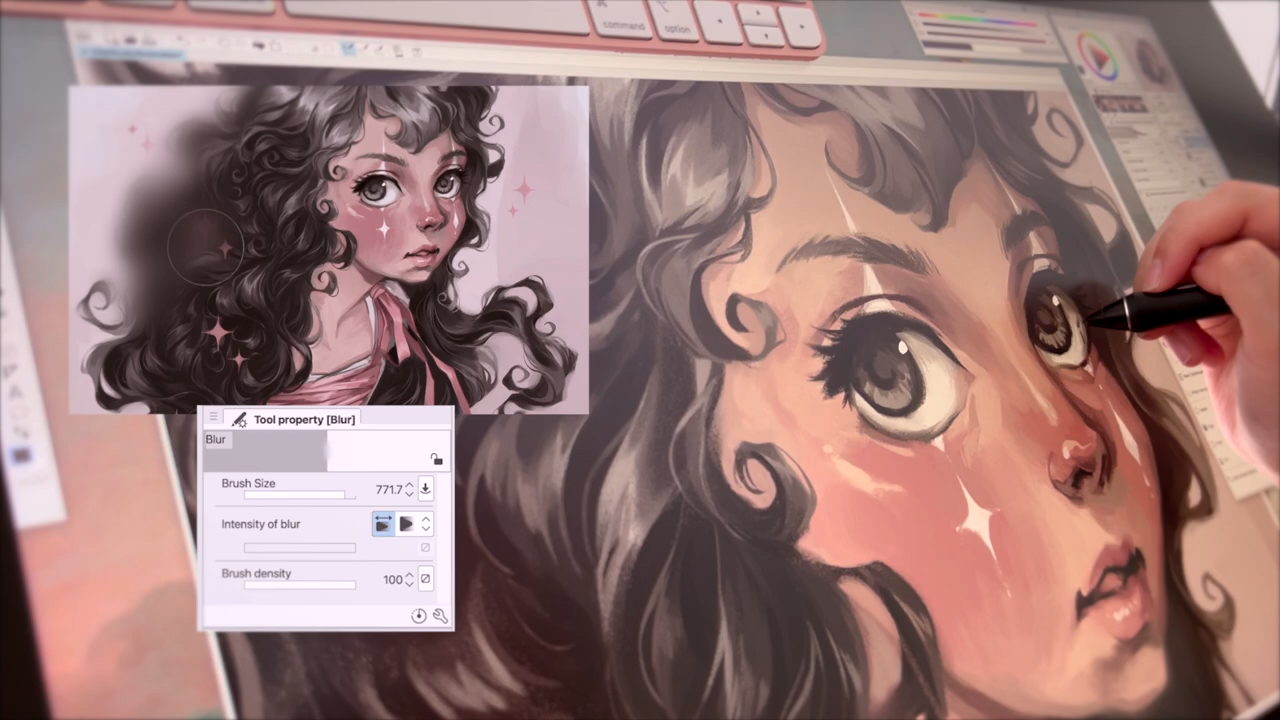 command
option
Tool property [Blur]
Blur
Brush Size
771.7
Intensity of blur
Brush density
100